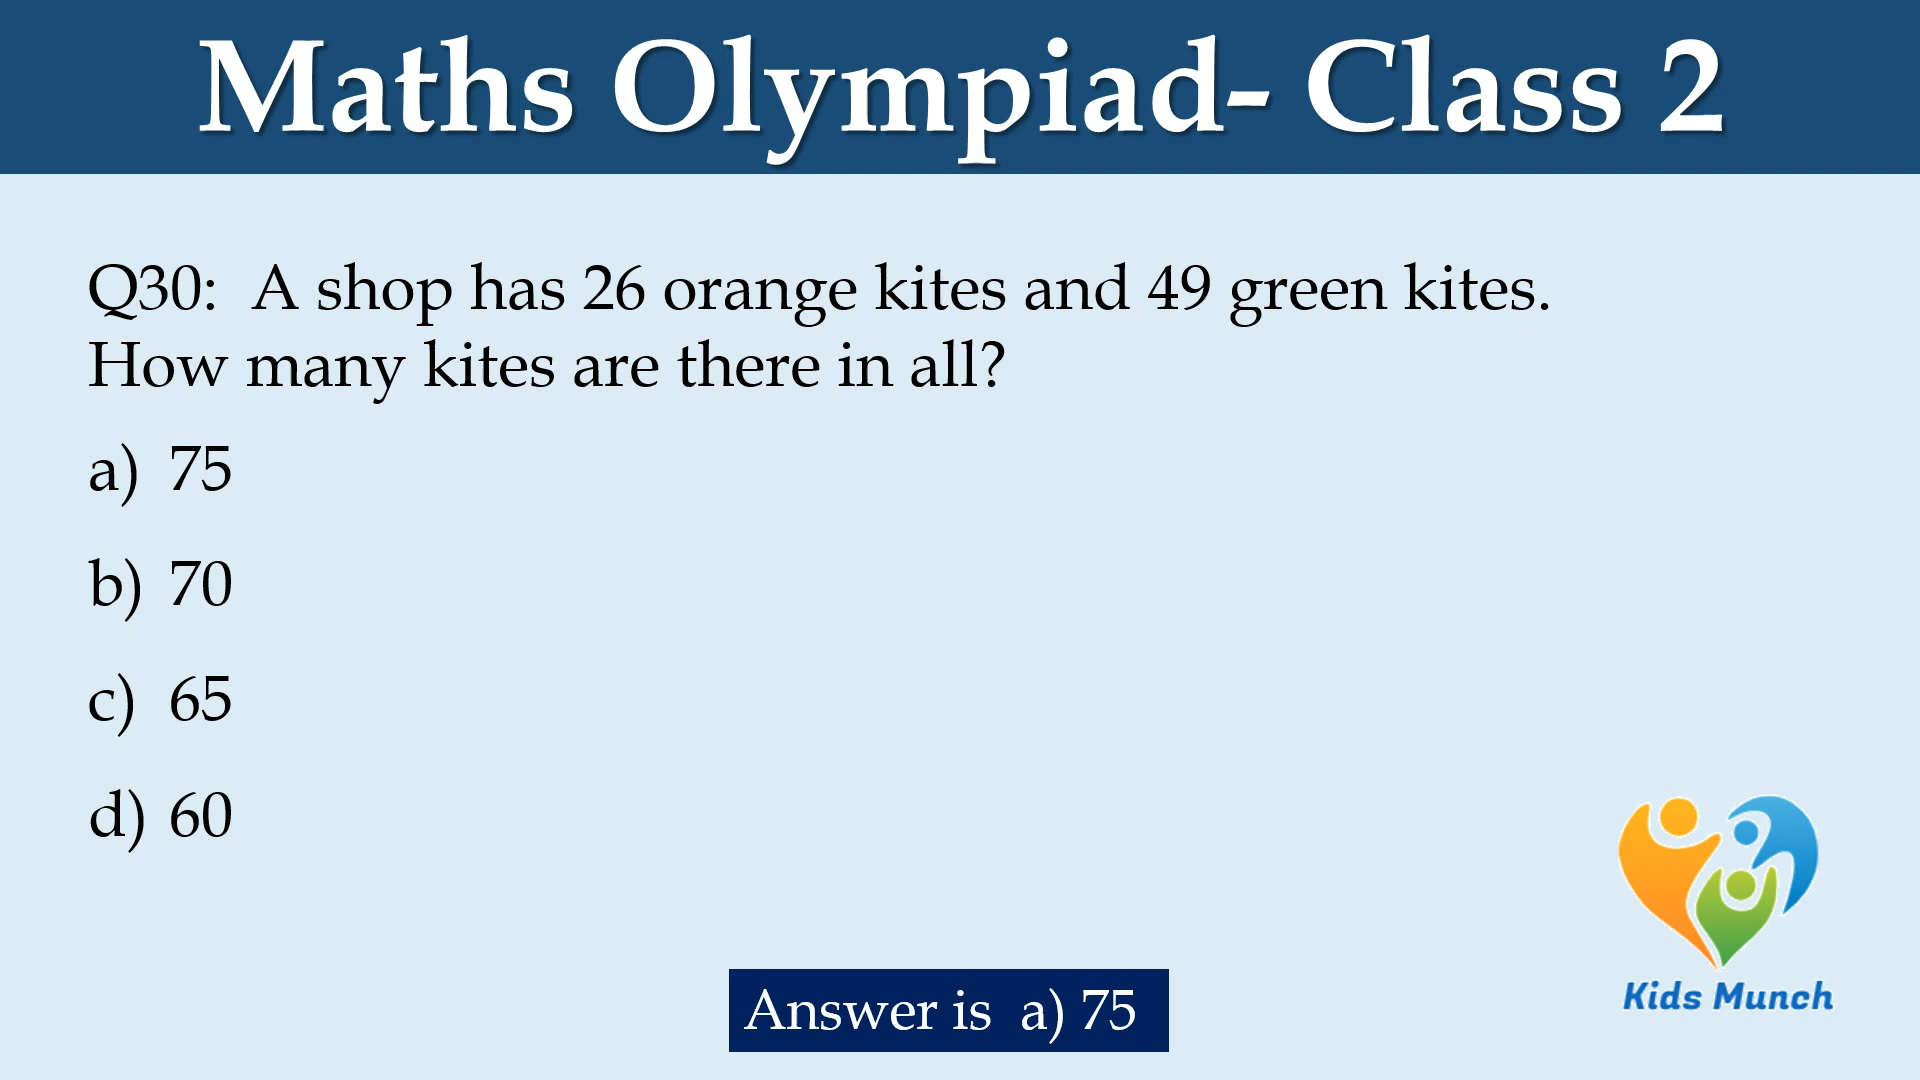 Maths Olympiad- Class 2
Q30: A shop has 26 orange kites and 49 green kites.
How many kites are there in all?
a) 75
b) 70
c) 65
d) 60
Kids Munch
Answer is a) 75